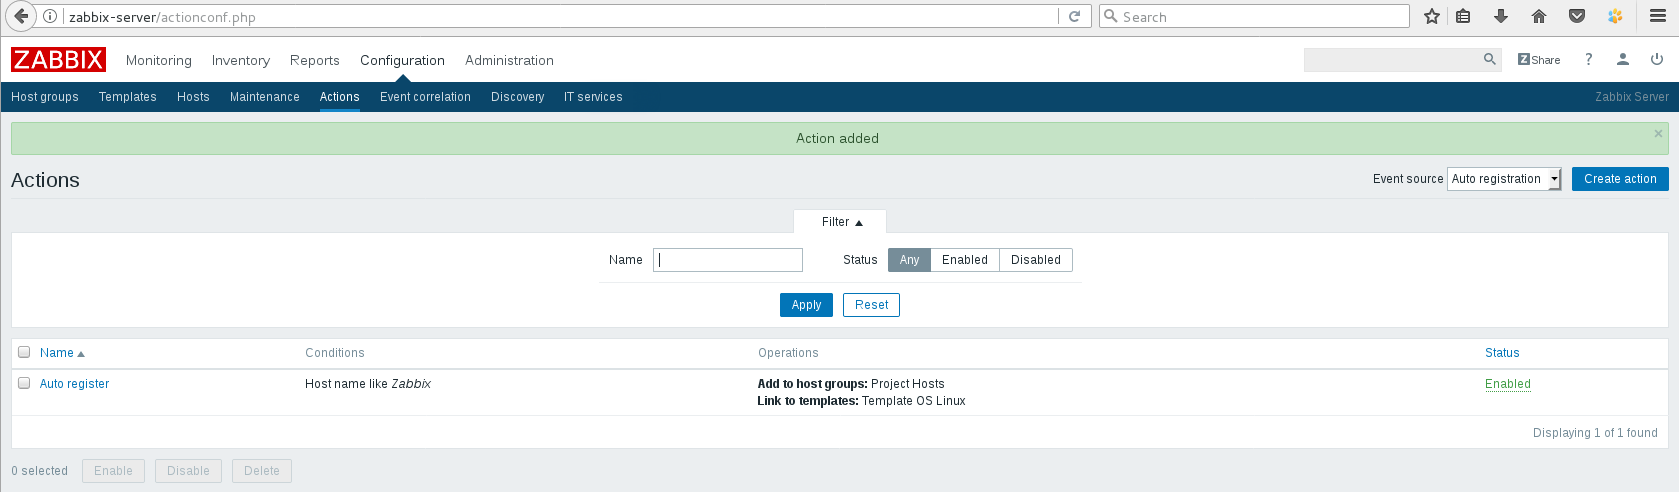 zabbix-server/actionconf.php
Search
ZABBIX Monitoring Inventory Reports Configuration Administration
Z Share ?
Host groups Templates Hosts Maintenance Actions Event correlation Discovery IT services Zabbix Server
Action added ×
Actions
Event source Auto registration Create action
Filter
Name Status Any Enabled Disabled
Apply Reset
Name Conditions Operations Status
Auto register Host name like Zabbix Add to host groups: Project Hosts Enabled
Link to templates: Template OS Linux
Displaying 1 of 1 found
0 selected Enable Disable Delete